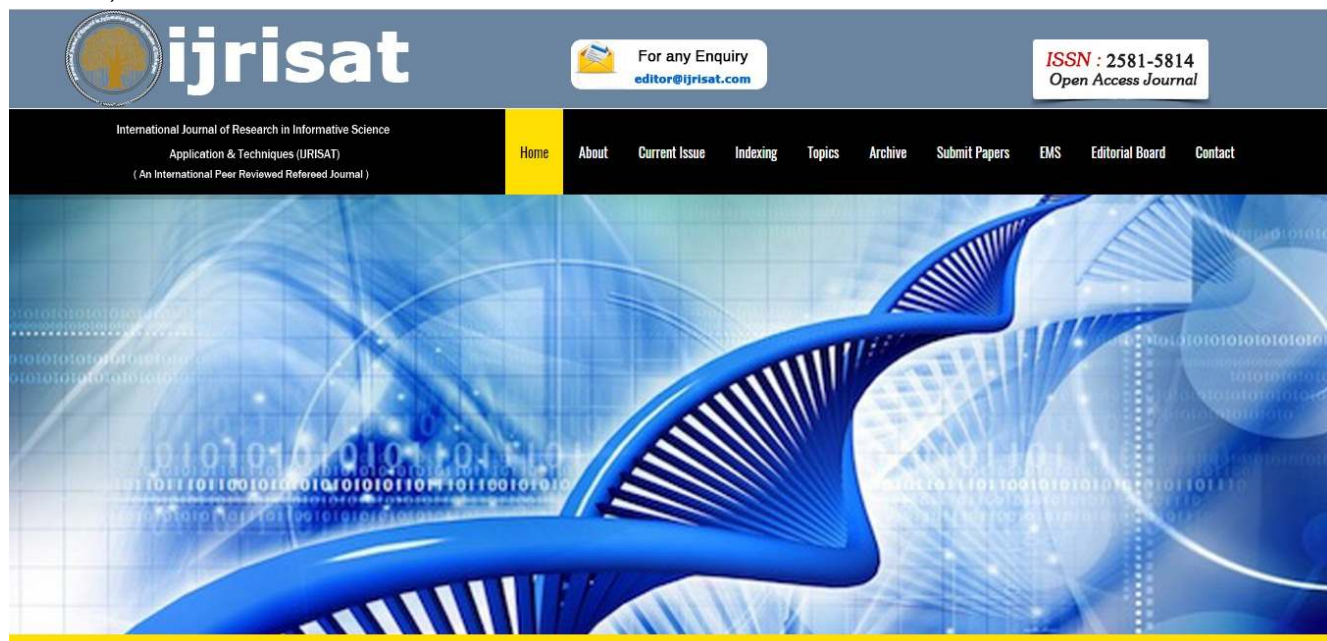 ijrisat
For any Enquiry
editor@ijrisat.com
ISSN : 2581-5814
Open Access Journal
International Journal of Research in Informative Science
Application & Techniques (IJRISAT)
( An International Peer Reviewed Refereed Journal )
Home About Current Issue Indexing Topics Archive Submit Papers EMS Editorial Board Contact